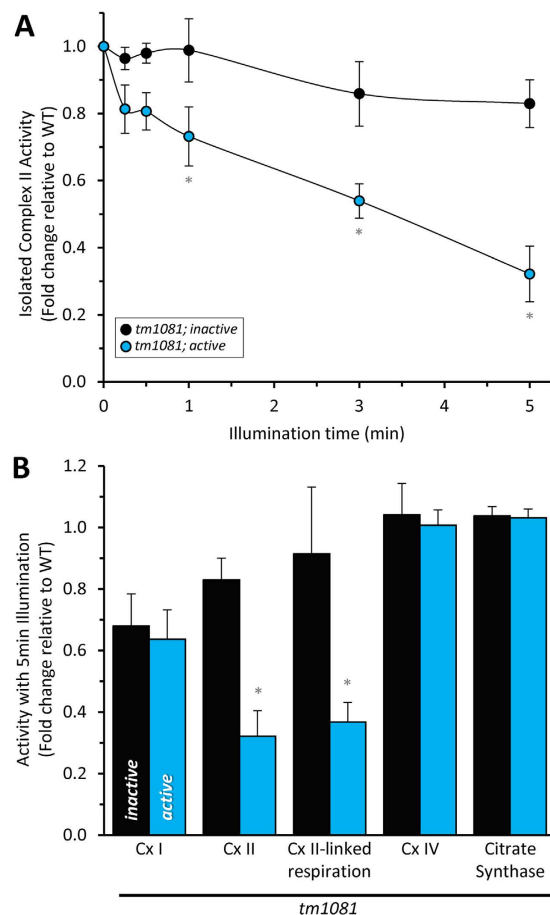 A
Isolated Complex II Activity
(Fold change relative to WT)
1.0
0.8
0.6
0.4
0.2
0.0
*
*
*
tm1081; inactive
tm1081; active
0
1
2
3
4
5
Illumination time (min)
B
Activity with 5min Illumination
(Fold change relative to WT)
1.2
1.0
0.8
0.6
0.4
0.2
0.0
*
*
inactive
active
Cx I
Cx II
Cx II-linked
respiration
Cx IV
Citrate
Synthase
tm1081